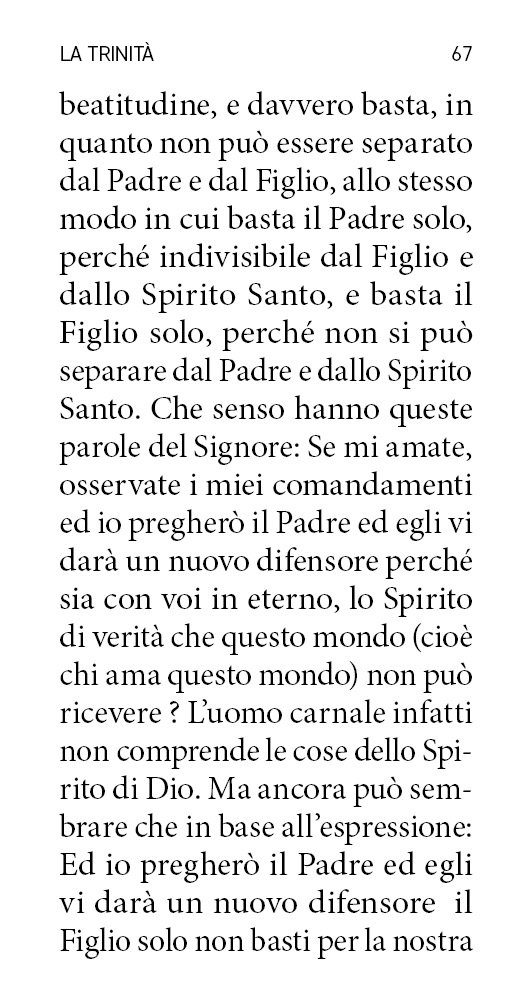 LA TRINITÀ 67
beatitudine, e davvero basta, in
quanto non può essere separato
dal Padre e dal Figlio, allo stesso
modo in cui basta il Padre solo,
perché indivisibile dal Figlio e
dallo Spirito Santo, e basta il
Figlio solo, perché non si può
separare dal Padre e dallo Spirito
Santo. Che senso hanno queste
parole del Signore: Se mi amate,
osservate i miei comandamenti
ed io pregherò il Padre ed egli vi
darà un nuovo difensore perché
sia con voi in eterno, lo Spirito
di verità che questo mondo (cioè
chi ama questo mondo) non può
ricevere ? L’uomo carnale infatti
non comprende le cose dello Spi-
rito di Dio. Ma ancora può sem-
brare che in base all’espressione:
Ed io pregherò il Padre ed egli
vi darà un nuovo difensore  il
Figlio solo non basti per la nostra